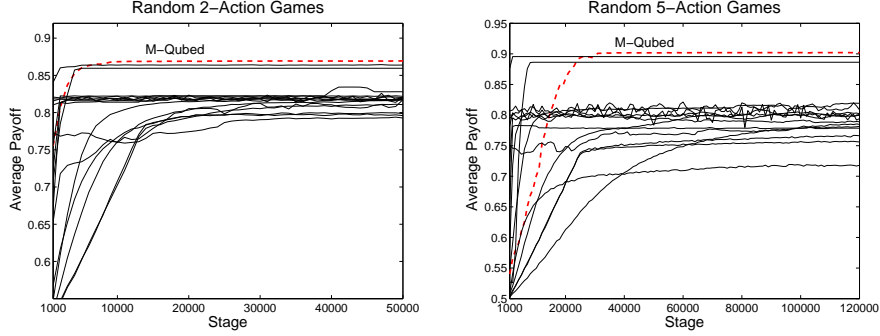 Random 2−Action Games
0.9
0.85
0.8
0.75
0.7
0.65
0.6
Average Payoff
M−Qubed
1000 10000 20000 30000 40000 50000
Stage
Random 5−Action Games
0.95
0.9
0.85
0.8
0.75
0.7
0.65
0.6
0.55
0.5
Average Payoff
M−Qubed
1000 20000 40000 60000 80000 100000 120000
Stage